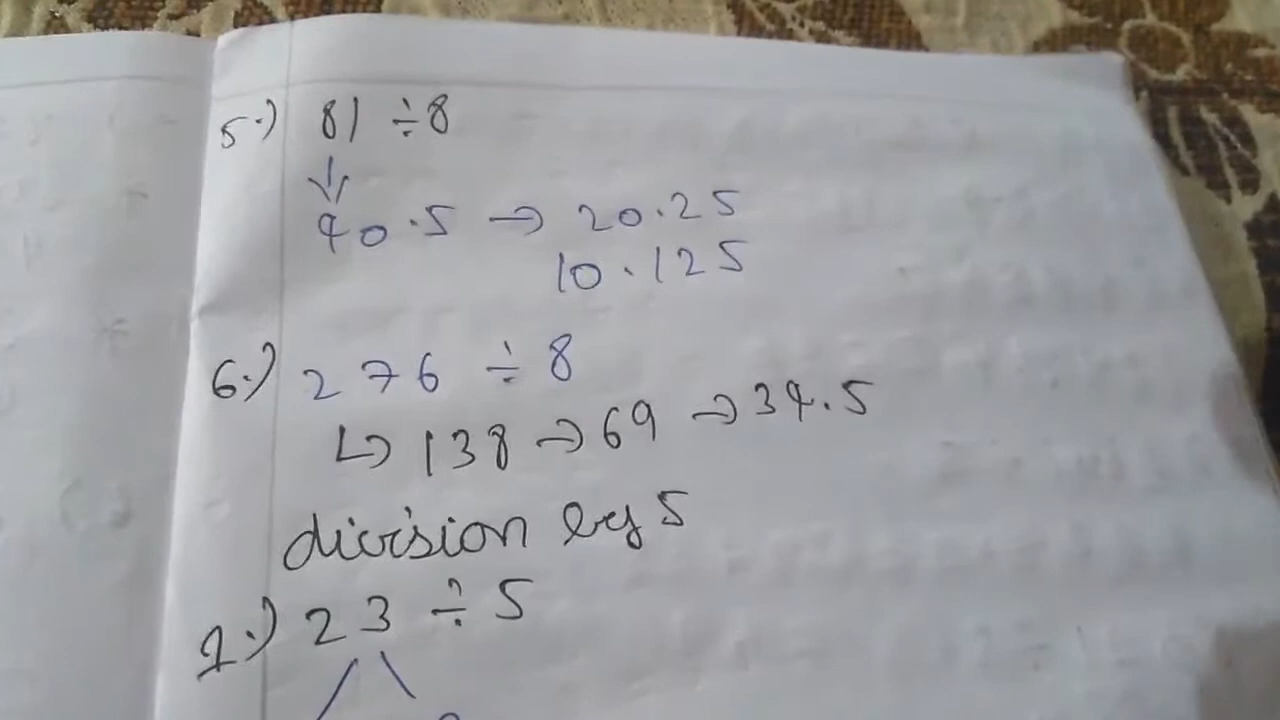 5.) 81 ÷ 8
↓
40.5 → 20.25
10.125
6.) 276 ÷ 8
↳ 138 → 69 → 34.5
division by 5
1.) 23 ÷ 5